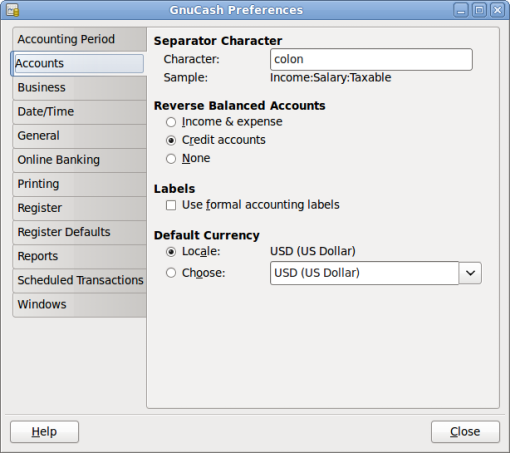 GnuCash Preferences
Accounting Period
Accounts
Business
Date/Time
General
Online Banking
Printing
Register
Register Defaults
Reports
Scheduled Transactions
Windows
Separator Character
Character: colon
Sample: Income:Salary:Taxable
Reverse Balanced Accounts
Income & expense
Credit accounts
None
Labels
Use formal accounting labels
Default Currency
Locale: USD (US Dollar)
Choose: USD (US Dollar)
Help Close